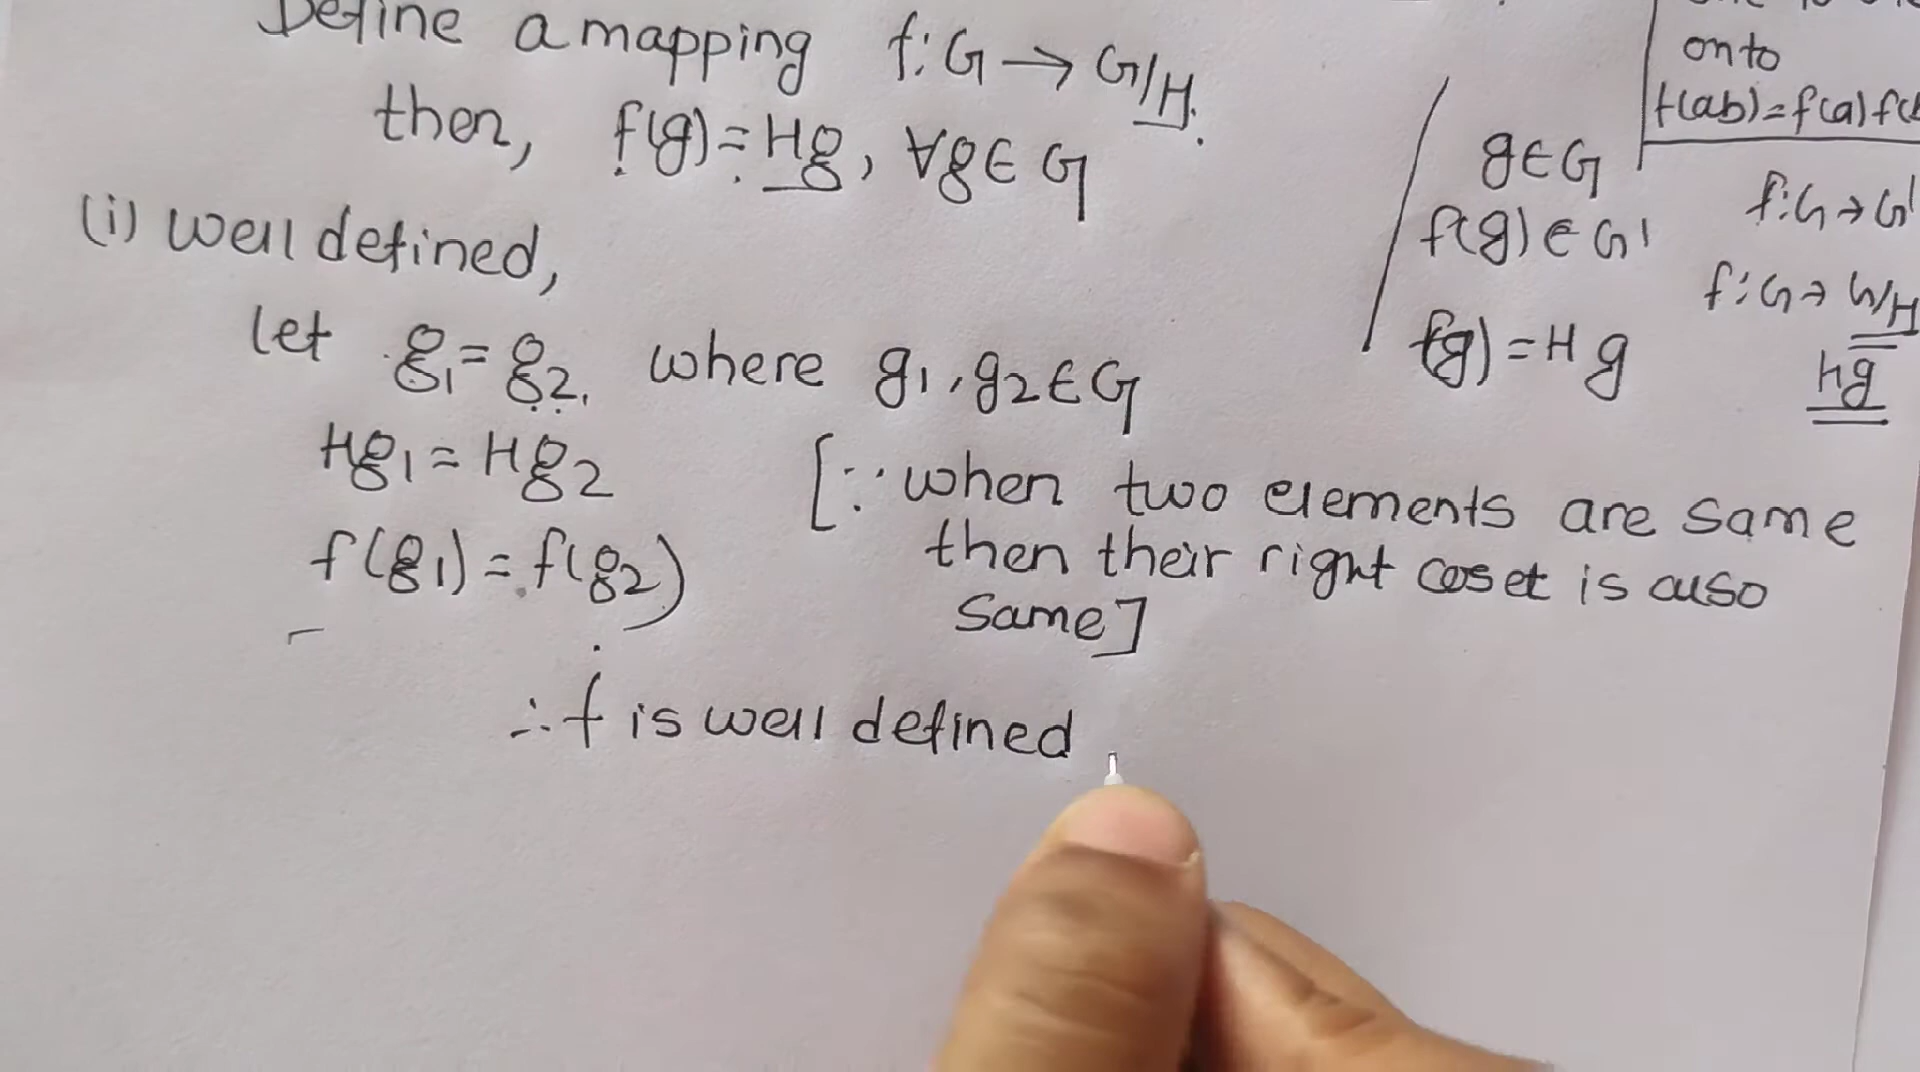 Define a mapping f: G → G/H.
then, f(g) = Hg, ∀g ∈ G
(i) well defined,
let g₁ = g₂, where g₁, g₂ ∈ G
Hg₁ = Hg₂
f(g₁) = f(g₂)
[∵ when two elements are same
then their right coset is also
same]
∴ f is well defined
onto
f(ab) = f(a) f(b
g ∈ G
f(g) ∈ G'
f(g) = Hg
f: G → G'
f: G → G/H
Hg